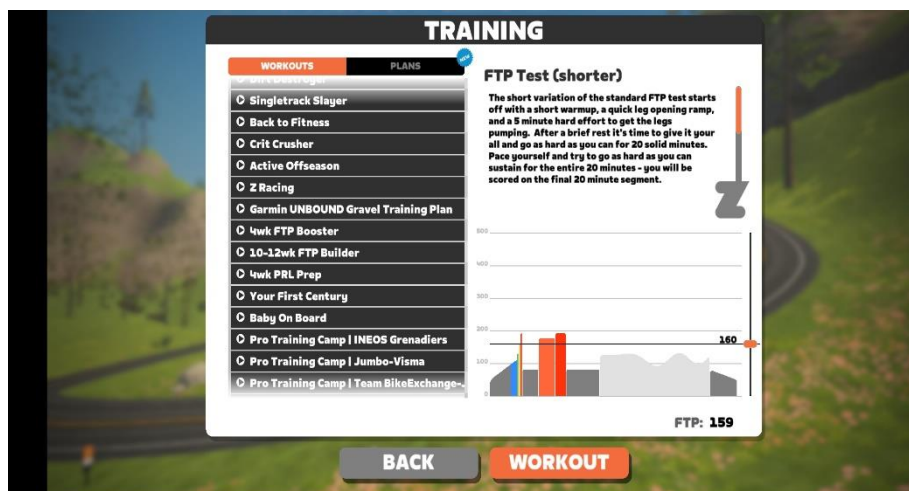 TRAINING
WORKOUTS
PLANS
NEW
Singletrack Slayer
Back to Fitness
Crit Crusher
Active Offseason
Z Racing
Garmin UNBOUND Gravel Training Plan
4wk FTP Booster
10-12wk FTP Builder
4wk PRL Prep
Your First Century
Baby On Board
Pro Training Camp | INEOS Grenadiers
Pro Training Camp | Jumbo-Visma
Pro Training Camp | Team BikeExchange-..
FTP Test (shorter)
The short variation of the standard FTP test starts
off with a short warmup, a quick leg opening ramp,
and a 5 minute hard effort to get the legs
pumping. After a brief rest it's time to give it your
all and go as hard as you can for 20 solid minutes.
Pace yourself and try to go as hard as you can
sustain for the entire 20 minutes - you will be
scored on the final 20 minute segment.
Z
500
400
300
200
160
100
0
FTP: 159
BACK
WORKOUT